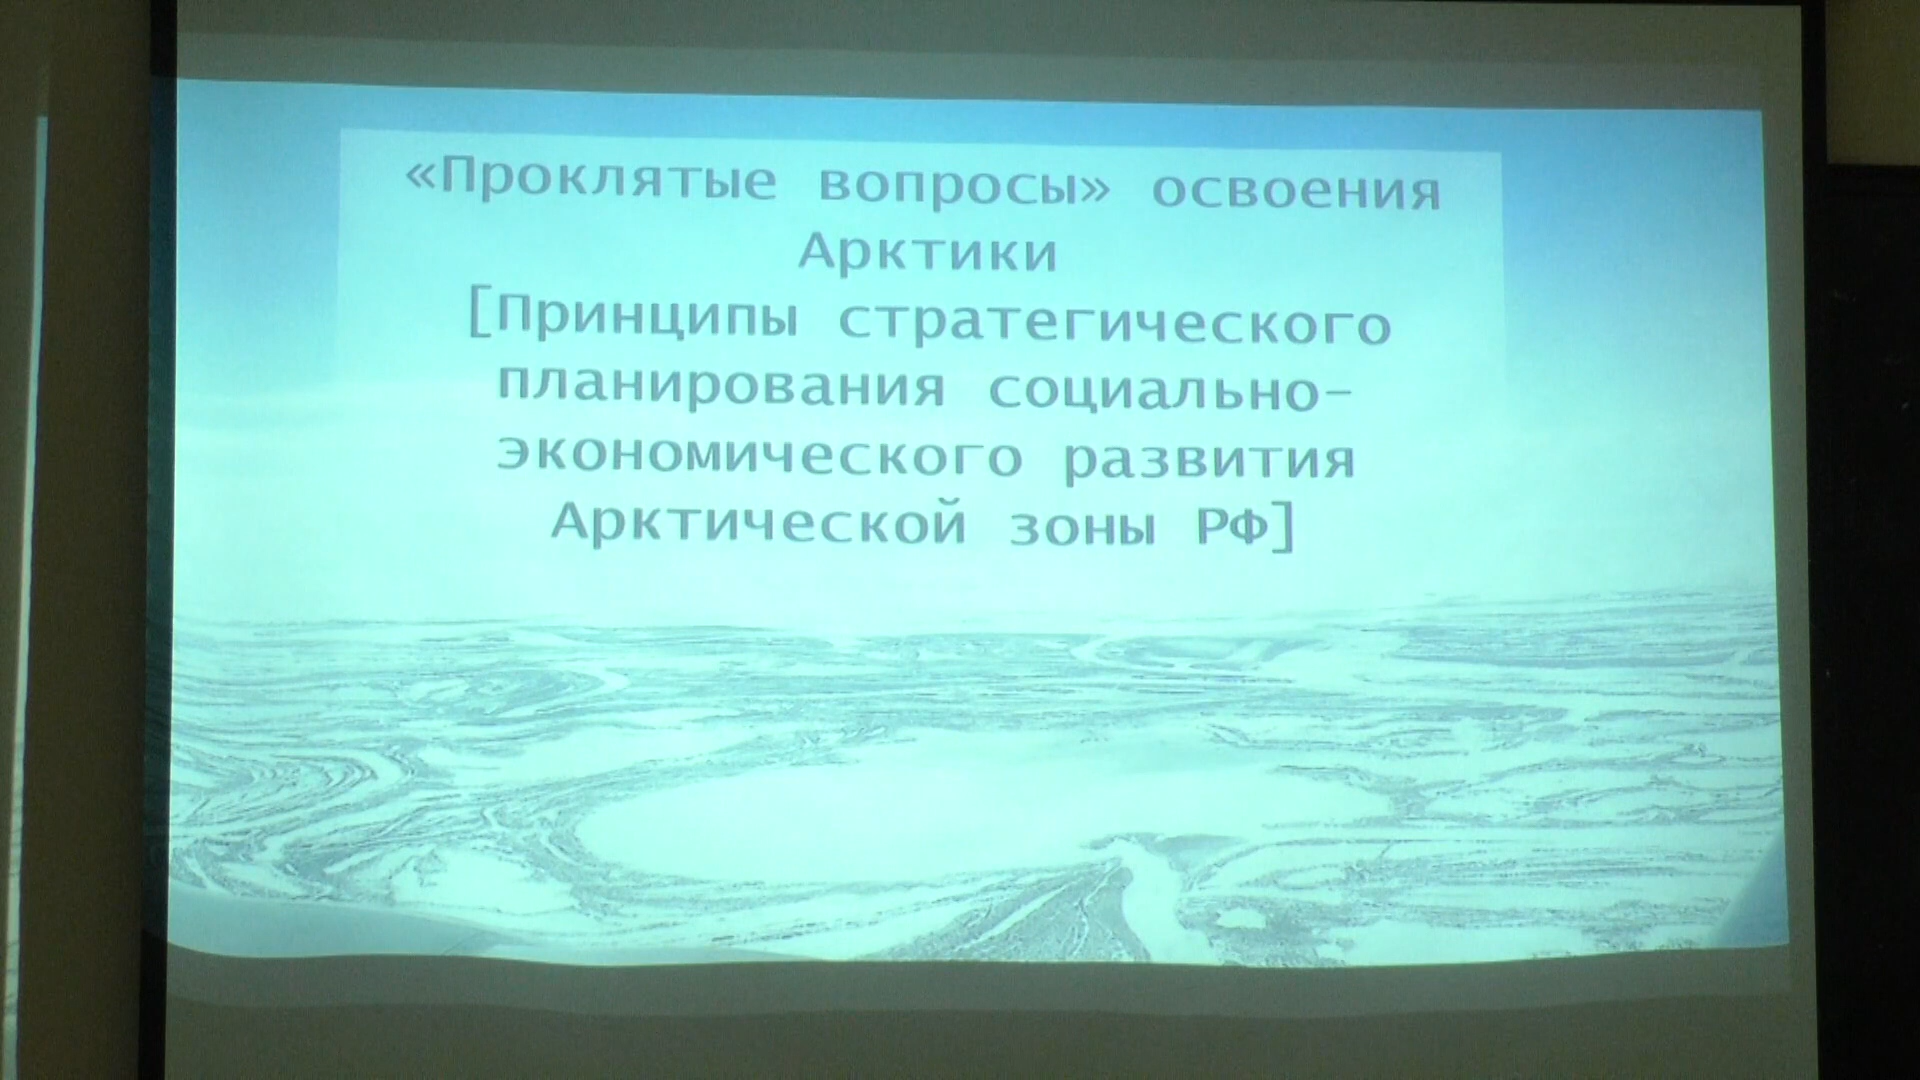 «Проклятые вопросы» освоения
Арктики
[Принципы стратегического
планирования социально-
экономического развития
Арктической зоны РФ]